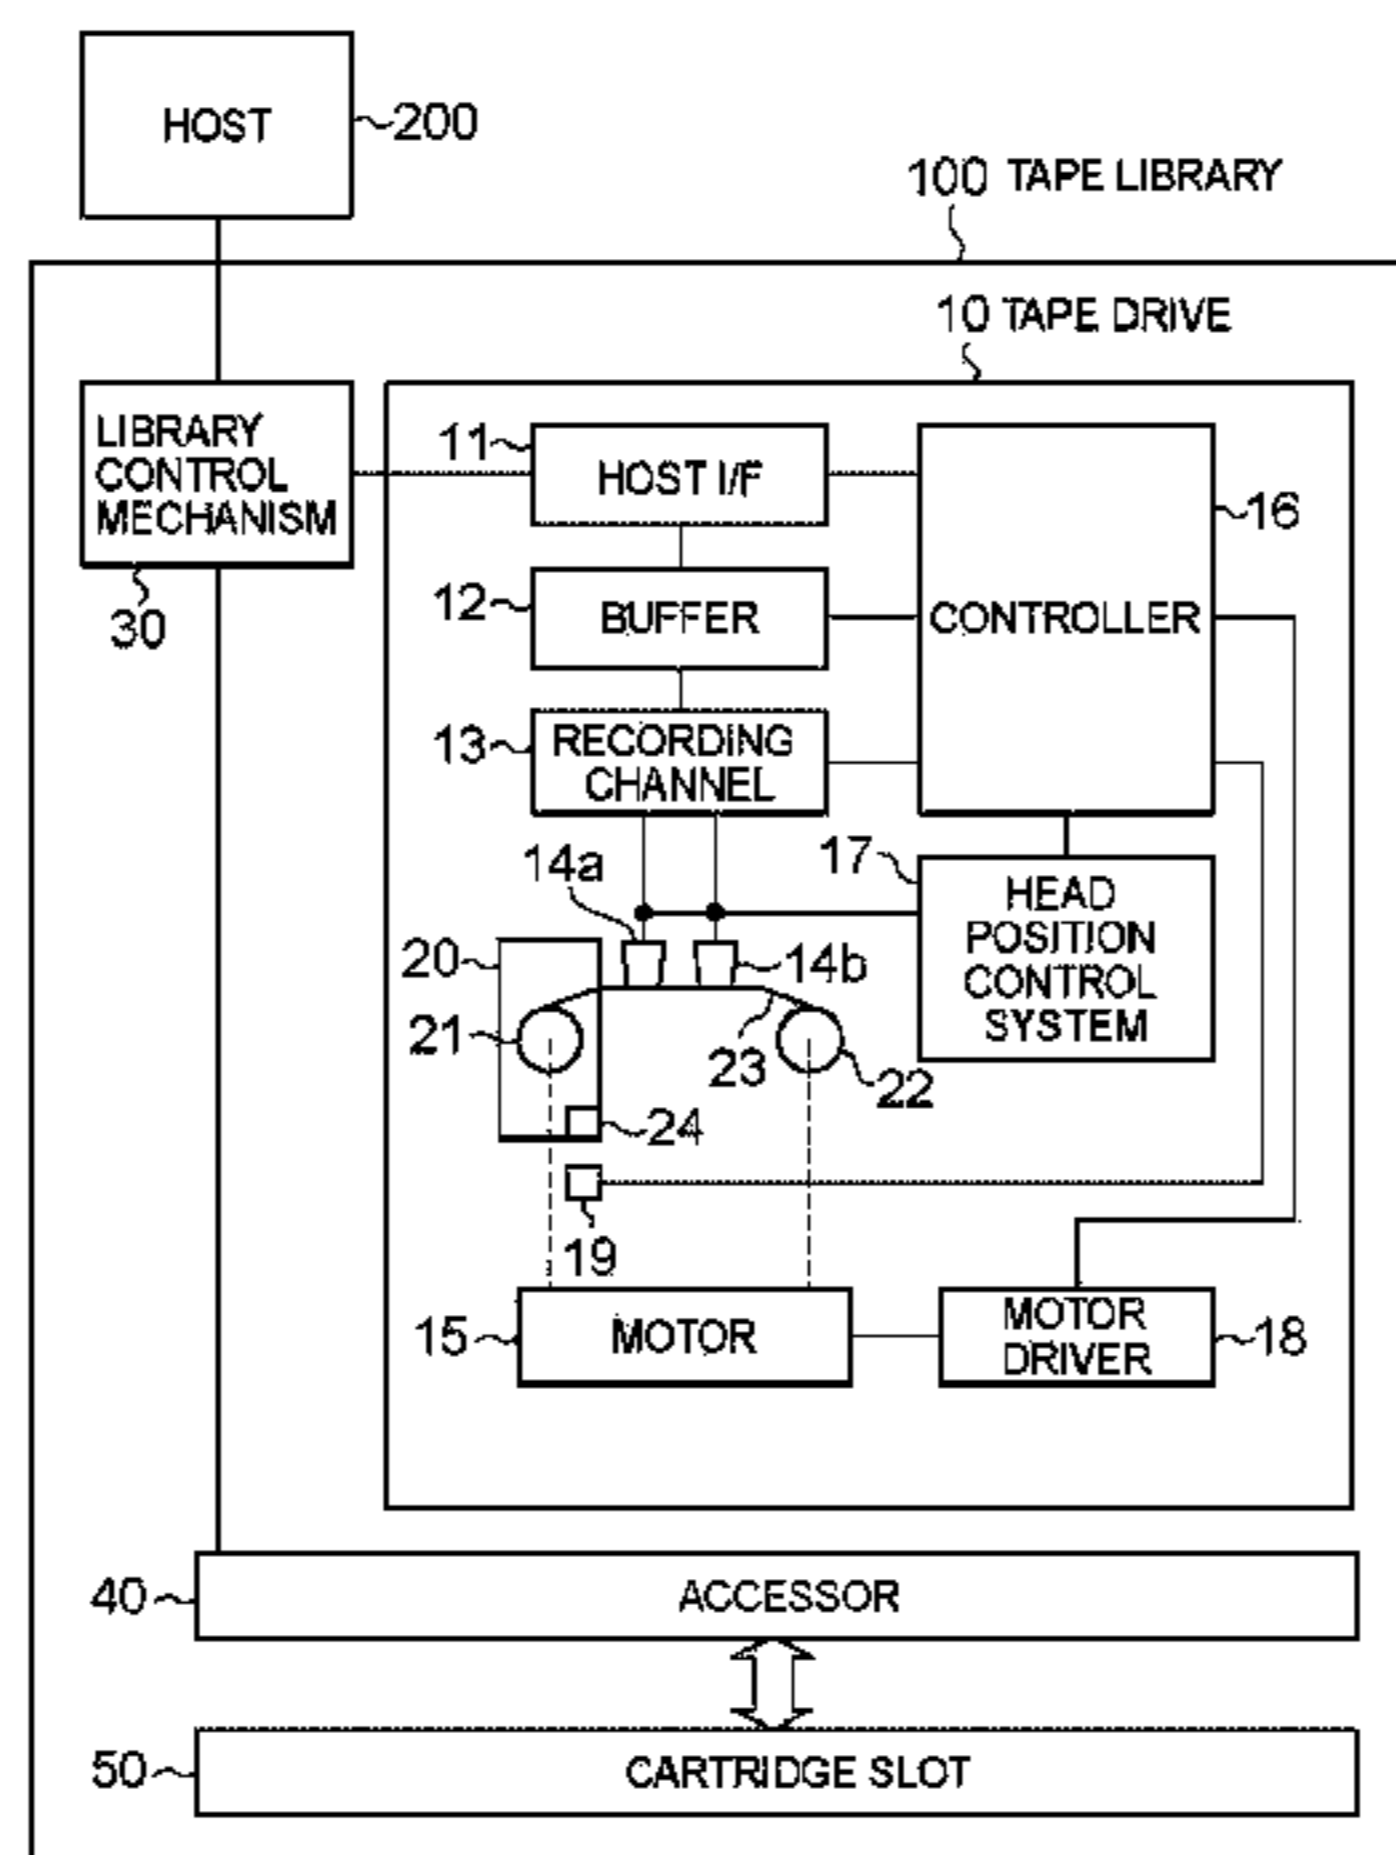 HOST
200
100 TAPE LIBRARY
10 TAPE DRIVE
LIBRARY
CONTROL
MECHANISM
30
11
HOST I/F
16
12
BUFFER
CONTROLLER
13
RECORDING
CHANNEL
14a
17
HEAD
POSITION
CONTROL
SYSTEM
20
14b
21
23
22
24
19
15
MOTOR
MOTOR
DRIVER
18
40
ACCESSOR
50
CARTRIDGE SLOT